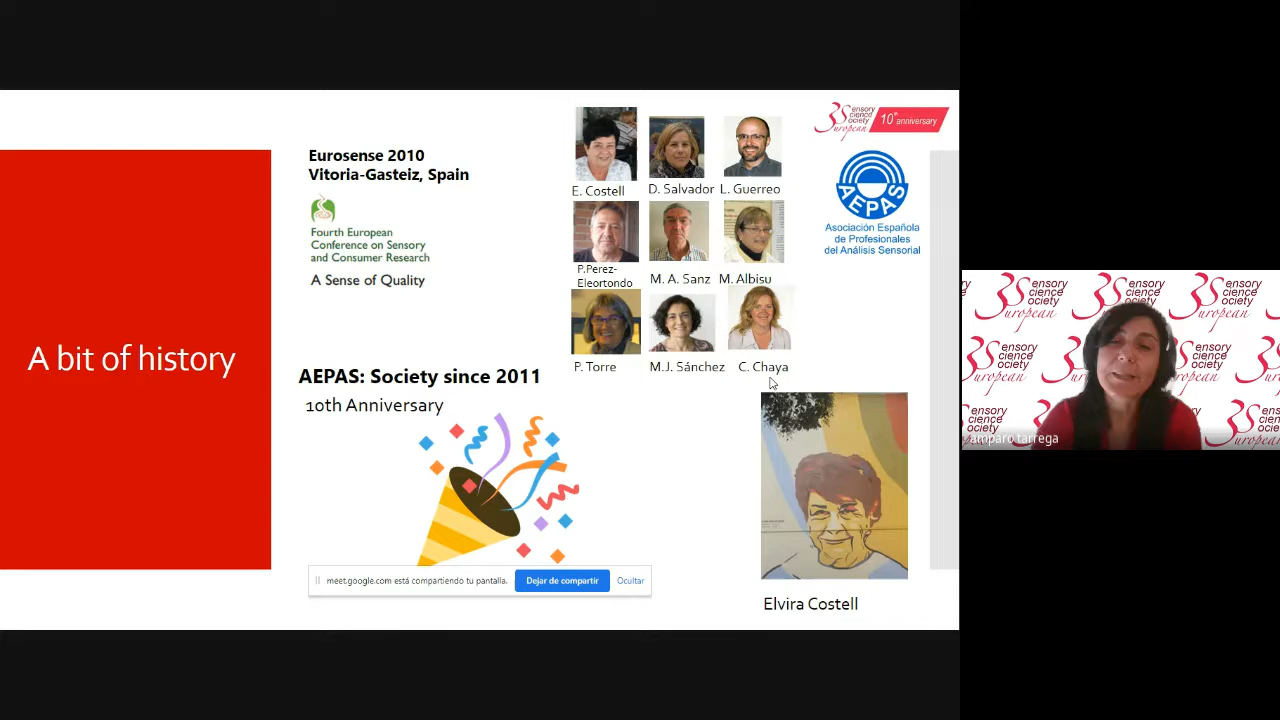 A bit of history
Eurosense 2010
Vitoria-Gasteiz, Spain
Fourth European
Conference on Sensory
and Consumer Research
A Sense of Quality
AEPAS: Society since 2011
10th Anniversary
E. Costell
D. Salvador
L. Guerreo
P.Perez-
Eleortondo
M. A. Sanz
M. Albisu
P. Torre
M.J. Sánchez
C. Chaya
European
Sensory
Science
Society
10th anniversary
AEPAS
Asociación Española
de Profesionales
del Análisis Sensorial
Elvira Costell
meet.google.com está compartiendo tu pantalla.
Dejar de compartir
Ocultar
amparo tarrega